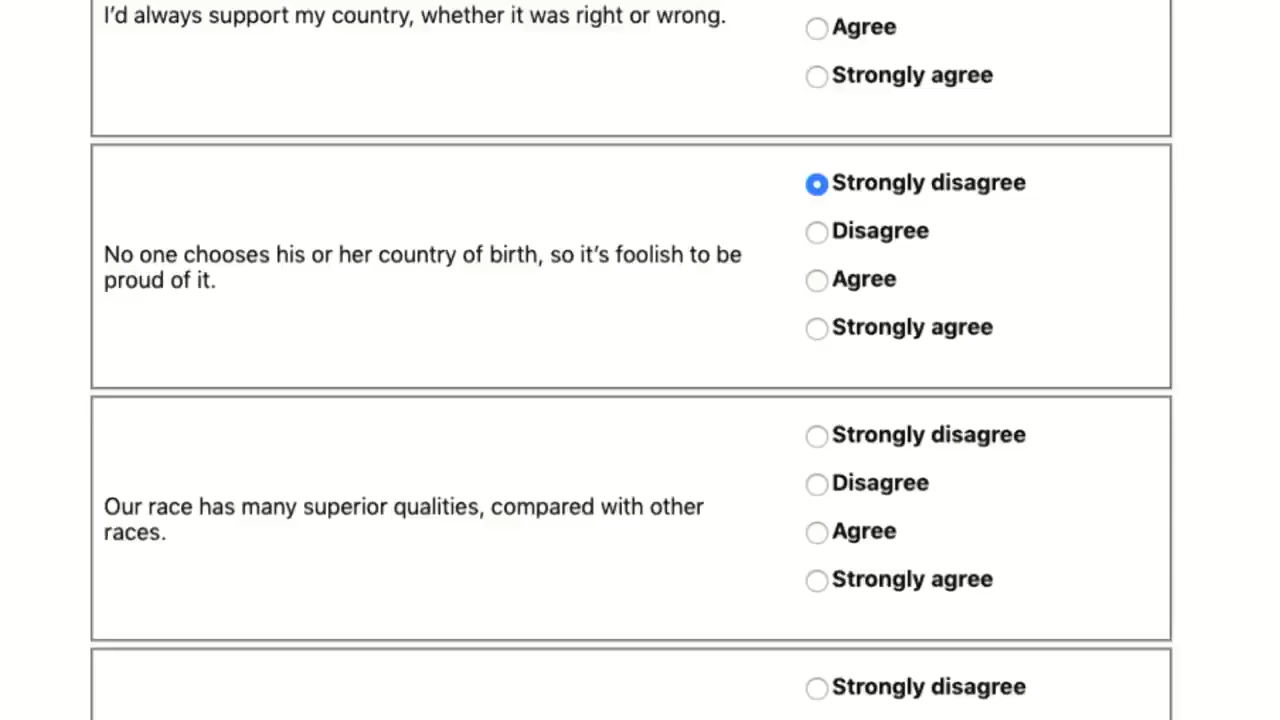 I’d always support my country, whether it was right or wrong.
Agree
Strongly agree
No one chooses his or her country of birth, so it’s foolish to be
proud of it.
Strongly disagree
Disagree
Agree
Strongly agree
Our race has many superior qualities, compared with other
races.
Strongly disagree
Disagree
Agree
Strongly agree
Strongly disagree